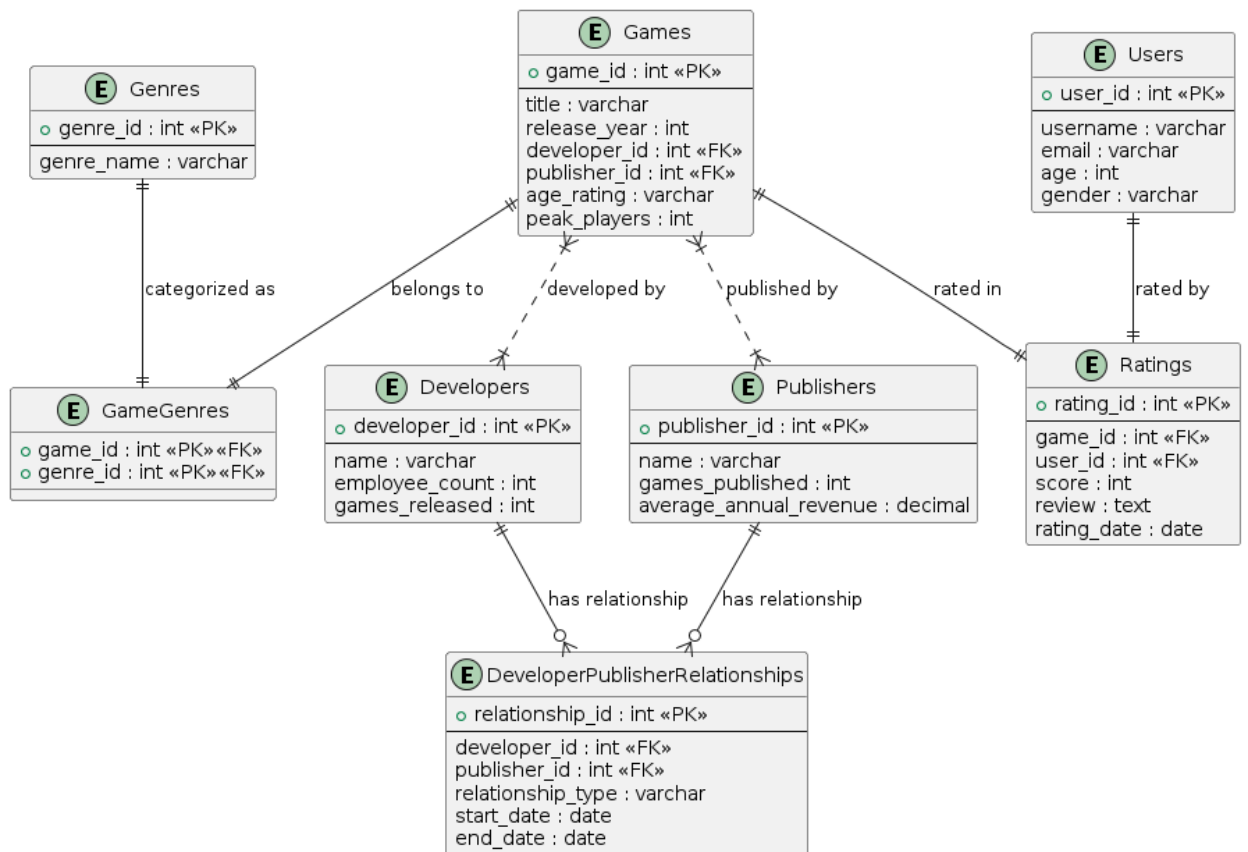 E Games
game_id : int «PK»
title : varchar
release_year : int
developer_id : int «FK»
publisher_id : int «FK»
age_rating : varchar
peak_players : int
E Users
user_id : int «PK»
username : varchar
email : varchar
age : int
gender : varchar
E Genres
genre_id : int «PK»
genre_name : varchar
categorized as
belongs to
developed by
published by
rated in
rated by
E GameGenres
game_id : int «PK» «FK»
genre_id : int «PK» «FK»
E Developers
developer_id : int «PK»
name : varchar
employee_count : int
games_released : int
E Publishers
publisher_id : int «PK»
name : varchar
games_published : int
average_annual_revenue : decimal
E Ratings
rating_id : int «PK»
game_id : int «FK»
user_id : int «FK»
score : int
review : text
rating_date : date
has relationship
has relationship
E DeveloperPublisherRelationships
relationship_id : int «PK»
developer_id : int «FK»
publisher_id : int «FK»
relationship_type : varchar
start_date : date
end_date : date